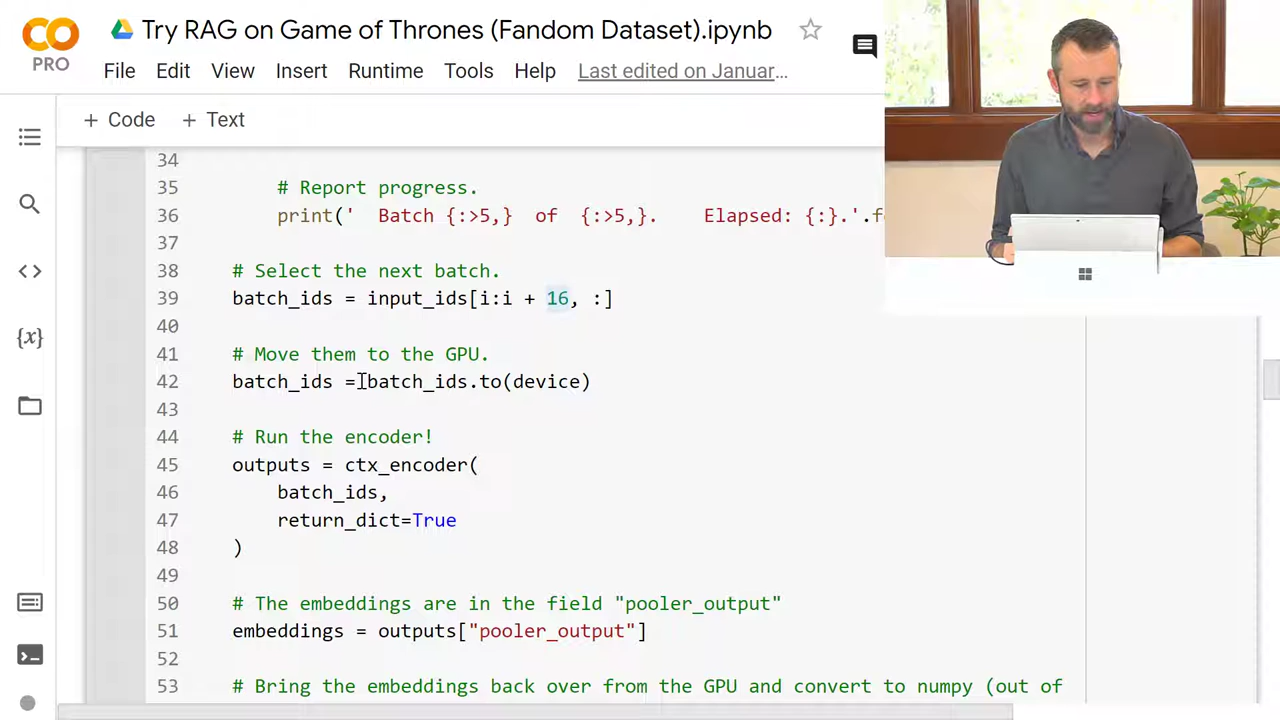 CO
PRO
Try RAG on Game of Thrones (Fandom Dataset).ipynb
File Edit View Insert Runtime Tools Help Last edited on Januar…
+ Code + Text
34
35 # Report progress.
36 print(' Batch {:>5,} of {:>5,}. Elapsed: {:}.'.f
37
38 # Select the next batch.
39 batch_ids = input_ids[i:i + 16, :]
40
41 # Move them to the GPU.
42 batch_ids = batch_ids.to(device)
43
44 # Run the encoder!
45 outputs = ctx_encoder(
46 batch_ids,
47 return_dict=True
48 )
49
50 # The embeddings are in the field "pooler_output"
51 embeddings = outputs["pooler_output"]
52
53 # Bring the embeddings back over from the GPU and convert to numpy (out of
{x}